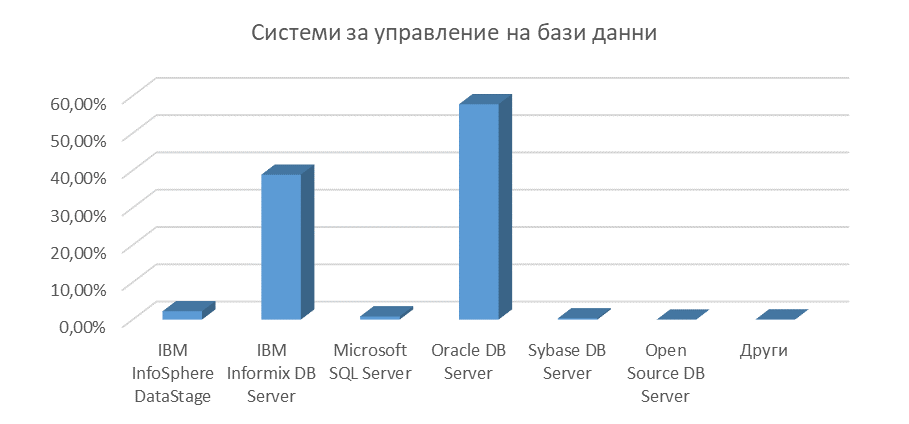 Системи за управление на бази данни
60,00%
50,00%
40,00%
30,00%
20,00%
10,00%
0,00%
IBM
InfoSphere
DataStage
IBM
Informix DB
Server
Microsoft
SQL Server
Oracle DB
Server
Sybase DB
Server
Open
Source DB
Server
Други